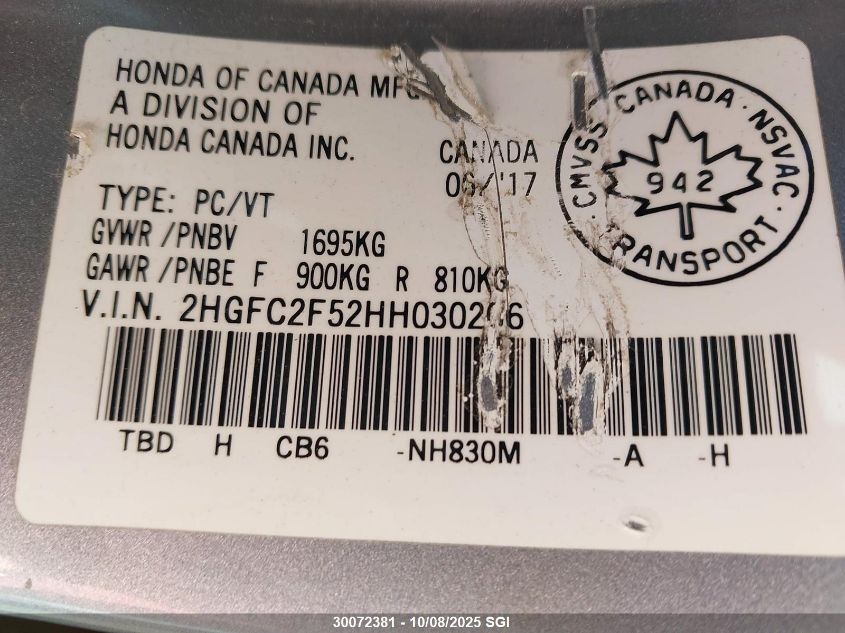 HONDA OF CANADA MFG.
A DIVISION OF
HONDA CANADA INC.
CANADA
06/'17
TYPE: PC/VT
GVWR /PNBV 1695KG
GAWR /PNBE F 900KG R 810KG
V.I.N.
CMVSS CANADA · NSVAC ·
942
TRANSPORT ·
TBD H CB6 -NH830M -A -H
30072381 - 10/08/2025 SGI